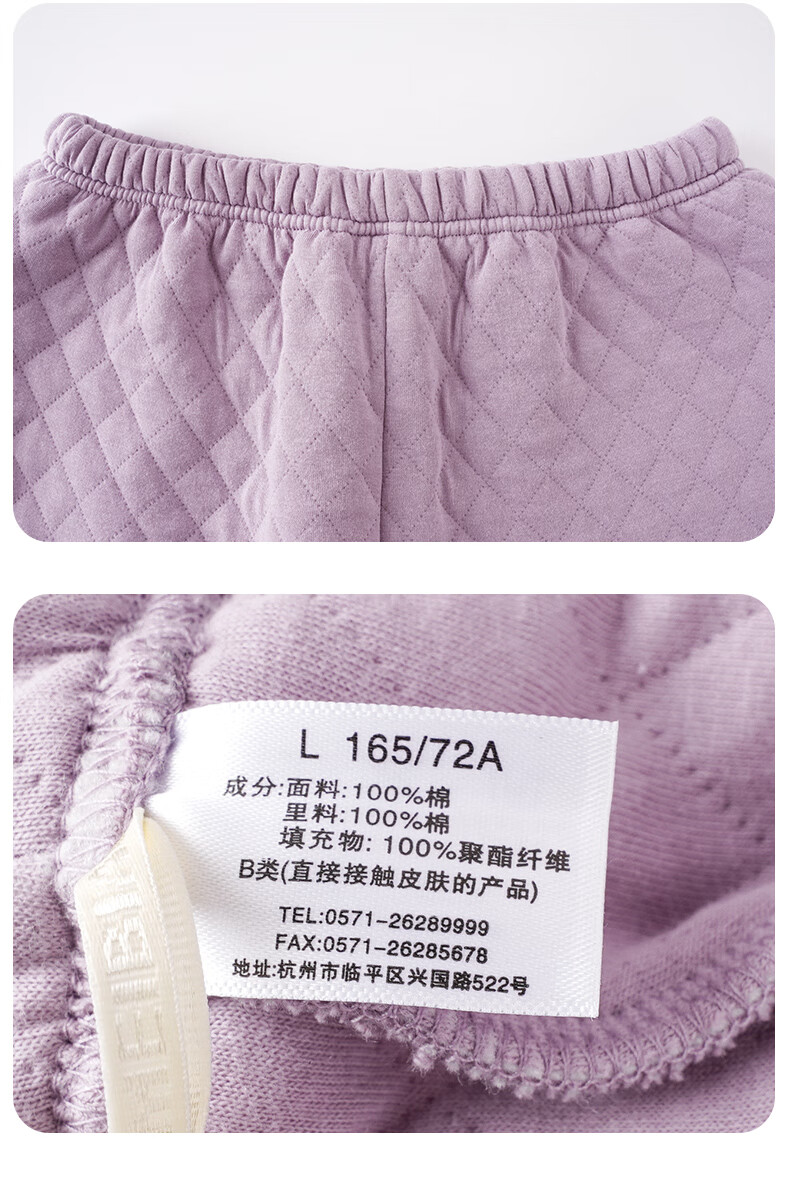 L 165/72A
成分:面料:100%棉
里料:100%棉
填充物: 100%聚酯纤维
B类(直接接触皮肤的产品)
TEL:0571-26289999
FAX:0571-26285678
地址:杭州市临平区兴国路522号